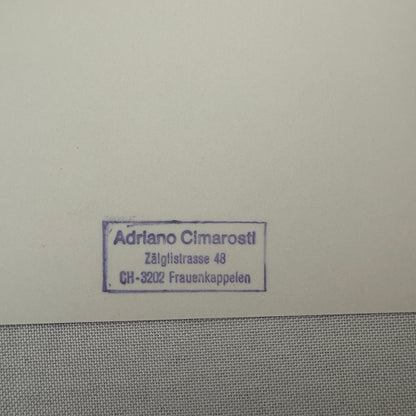 Adriano Cimarosti
Zälglistrasse 48
CH-3202 Frauenkappelen